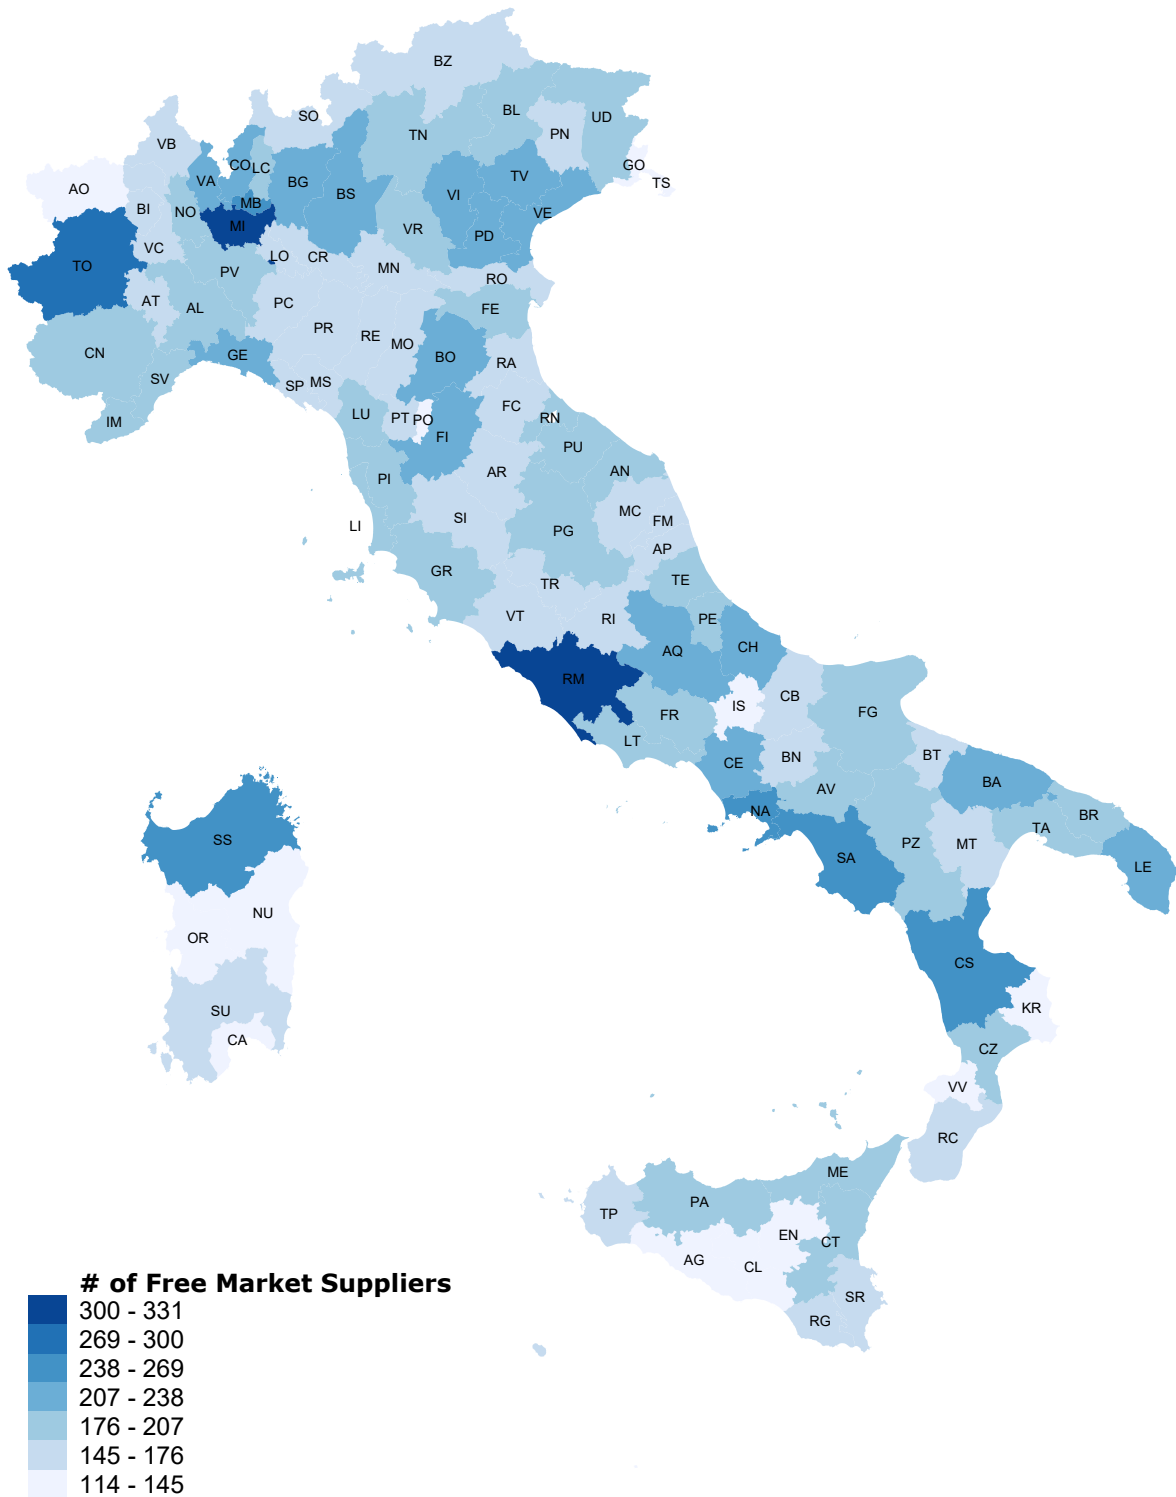 BZ
SO
BL
UD
TN
PN
VB
GO
TS
AO
CO
LC
VA
BG
BS
VI
TV
BI
NO
MB
MI
VE
VR
PD
VC
TO
PV
LO
CR
MN
RO
AT
AL
PC
FE
PR
RE
MO
CN
GE
BO
RA
SV
SP
MS
IM
LU
PT
PO
FC
RN
FI
PU
PI
AR
AN
LI
SI
PG
MC
FM
AP
GR
TR
TE
VT
RI
PE
AQ
CH
RM
IS
CB
FR
FG
LT
CE
BN
BT
BA
AV
NA
BR
TA
SS
SA
PZ
MT
LE
NU
OR
CS
SU
KR
CA
CZ
VV
RC
ME
PA
TP
EN
CT
AG
CL
SR
RG
# of Free Market Suppliers
300 - 331
269 - 300
238 - 269
207 - 238
176 - 207
145 - 176
114 - 145